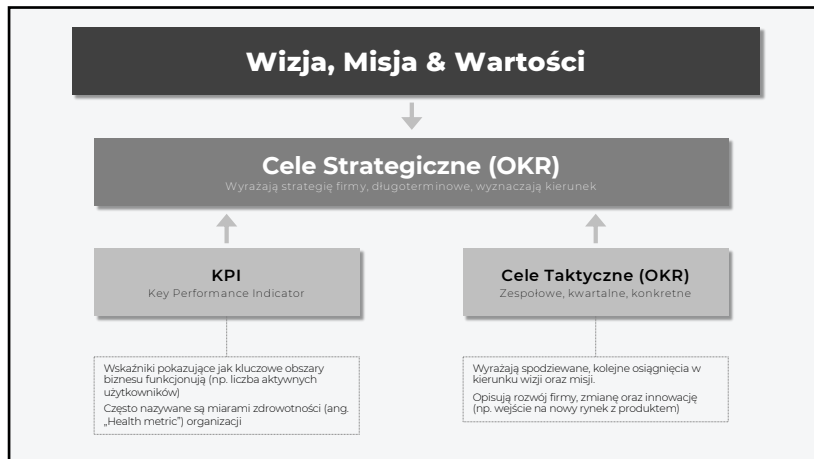 Wizja, Misja & Wartości
Cele Strategiczne (OKR)
Wyrażają strategię firmy, długoterminowe, wyznaczają kierunek
KPI
Key Performance Indicator
Cele Taktyczne (OKR)
Zespołowe, kwartalne, konkretne
Wskaźniki pokazujące jak kluczowe obszary
biznesu funkcjonują (np. liczba aktywnych
użytkowników)
Często nazywane są miarami zdrowotności (ang.
„Health metric”) organizacji
Wyrażają spodziewane, kolejne osiągnięcia w
kierunku wizji oraz misji.
Opisują rozwój firmy, zmianę oraz innowację
(np. wejście na nowy rynek z produktem)